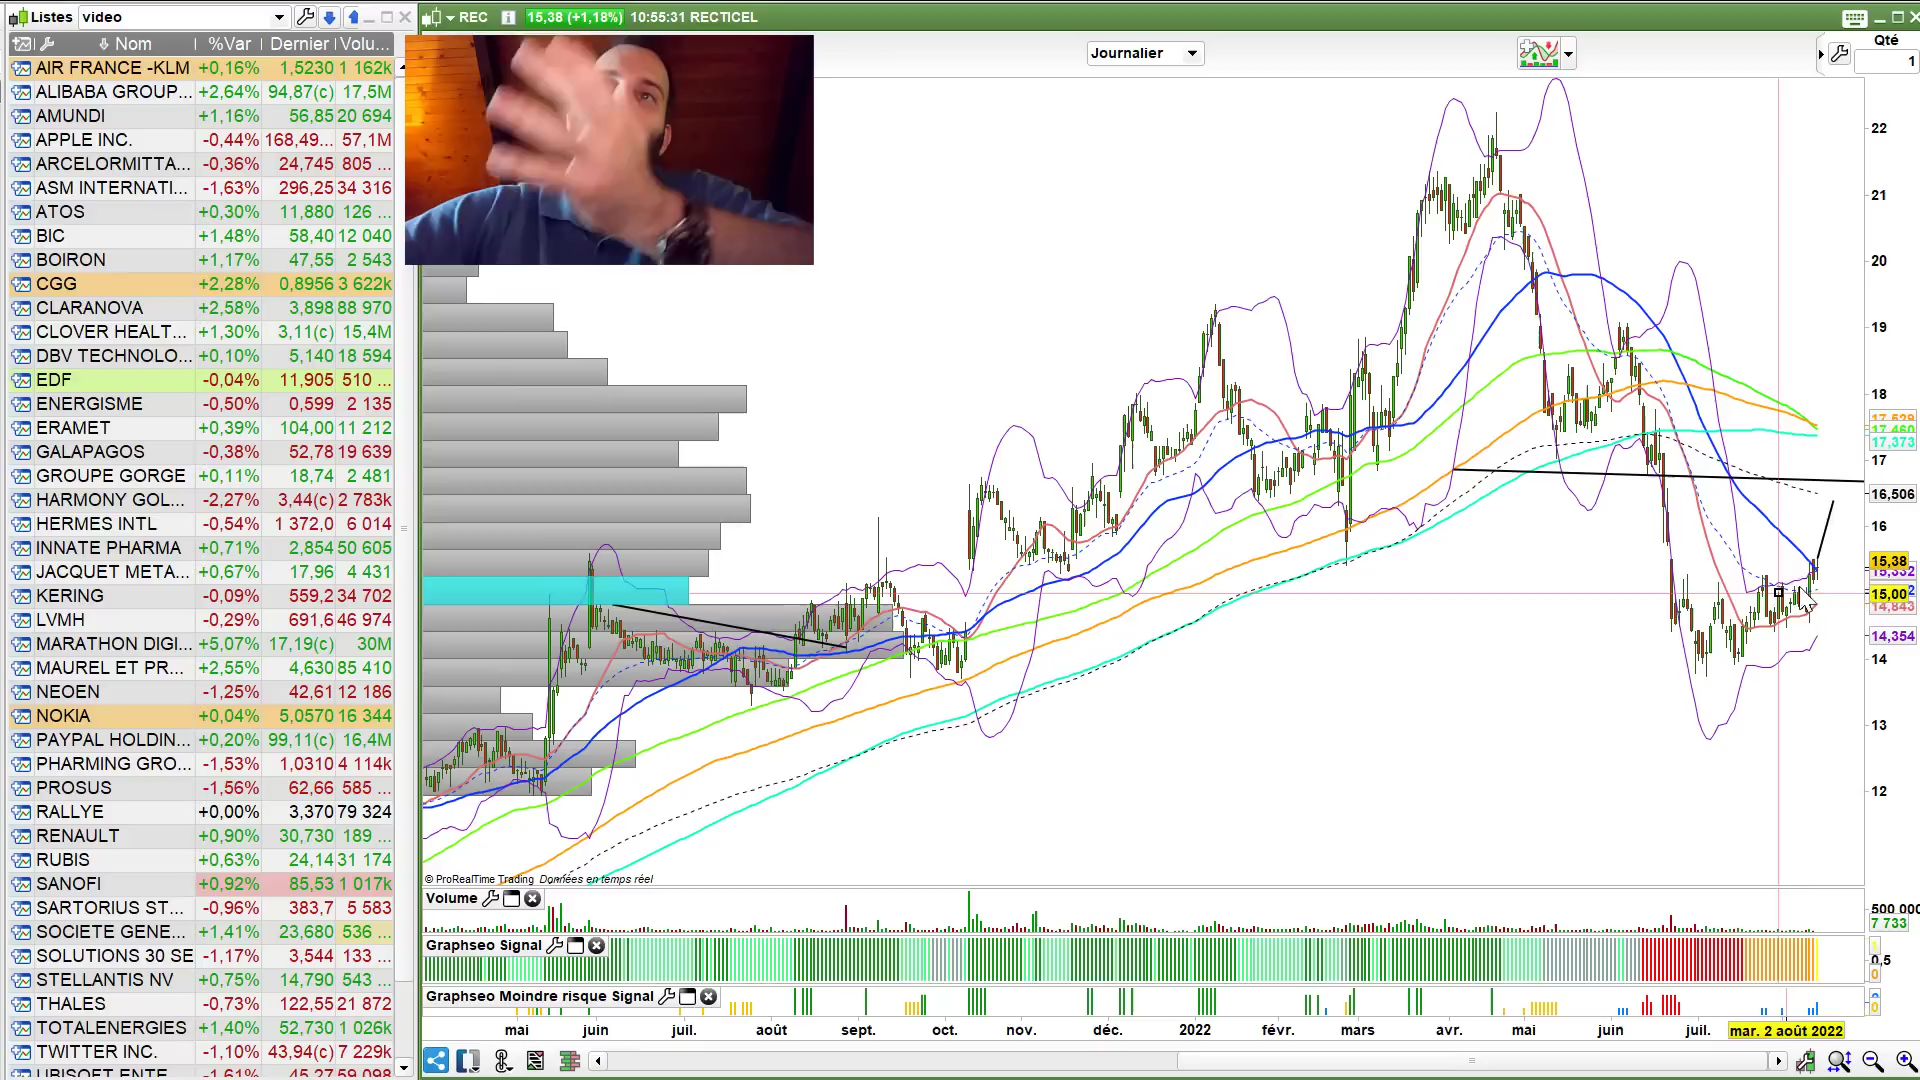 Listes video
REC 15,38 (+1,18%) 10:55:31 RECTICEL
Nom %Var Dernier Volu...
Journalier
Qté
1
AIR FRANCE -KLM +0,16% 1,5230 1 162k
ALIBABA GROUP... +2,64% 94,87(c) 17,5M
AMUNDI +1,16% 56,85 20 694
APPLE INC. -0,44% 168,49... 57,1M
ARCELORMITTA... -0,36% 24,745 805 ...
ASM INTERNATI... -1,63% 296,25 34 316
ATOS +0,30% 11,880 126 ...
BIC +1,48% 58,40 12 040
BOIRON +1,17% 47,55 2 543
CGG +2,28% 0,8956 3 622k
CLARANOVA +2,58% 3,898 88 970
CLOVER HEALT... +1,30% 3,11(c) 15,4M
DBV TECHNOLO... +0,10% 5,140 18 594
EDF -0,04% 11,905 510 ...
ENERGISME -0,50% 0,599 2 135
ERAMET +0,39% 104,00 11 212
GALAPAGOS -0,38% 52,78 19 639
GROUPE GORGE +0,11% 18,74 2 481
HARMONY GOL... -2,27% 3,44(c) 2 783k
HERMES INTL -0,54% 1 372,0 6 014
INNATE PHARMA +0,71% 2,854 50 605
JACQUET META... +0,67% 17,96 4 431
KERING -0,09% 559,2 34 702
LVMH -0,29% 691,6 46 974
MARATHON DIGI... +5,07% 17,19(c) 30M
MAUREL ET PR... +2,55% 4,630 85 410
NEOEN -1,25% 42,61 12 186
NOKIA +0,04% 5,0570 16 344
PAYPAL HOLDIN... +0,20% 99,11(c) 16,4M
PHARMING GRO... -1,53% 1,0310 4 114k
PROSUS -1,56% 62,66 585 ...
RALLYE +0,00% 3,370 79 324
RENAULT +0,90% 30,730 189 ...
RUBIS +0,63% 24,14 31 174
SANOFI +0,92% 85,53 1 017k
SARTORIUS ST... -0,96% 383,7 5 583
SOCIETE GENE... +1,41% 23,680 536 ...
SOLUTIONS 30 SE -1,17% 3,544 133 ...
STELLANTIS NV +0,75% 14,790 543 ...
THALES -0,73% 122,55 21 872
TOTALENERGIES +1,40% 52,730 1 026k
TWITTER INC. -1,10% 43,94(c) 7 229k
UBISOFT ENTE... -1,61% 45,27 59 098
22
21
20
19
18
17,460
17,373
17
16,506
16
15,38
15,00
14,843
14,354
14
13
12
© ProRealTime Trading Données en temps réel
Volume
500 000
7 733
Graphseo Signal
0,5
0
Graphseo Moindre risque Signal
0
mai juin juil. août sept. oct. nov. déc. 2022 févr. mars avr. mai juin juil. mar. 2 août 2022